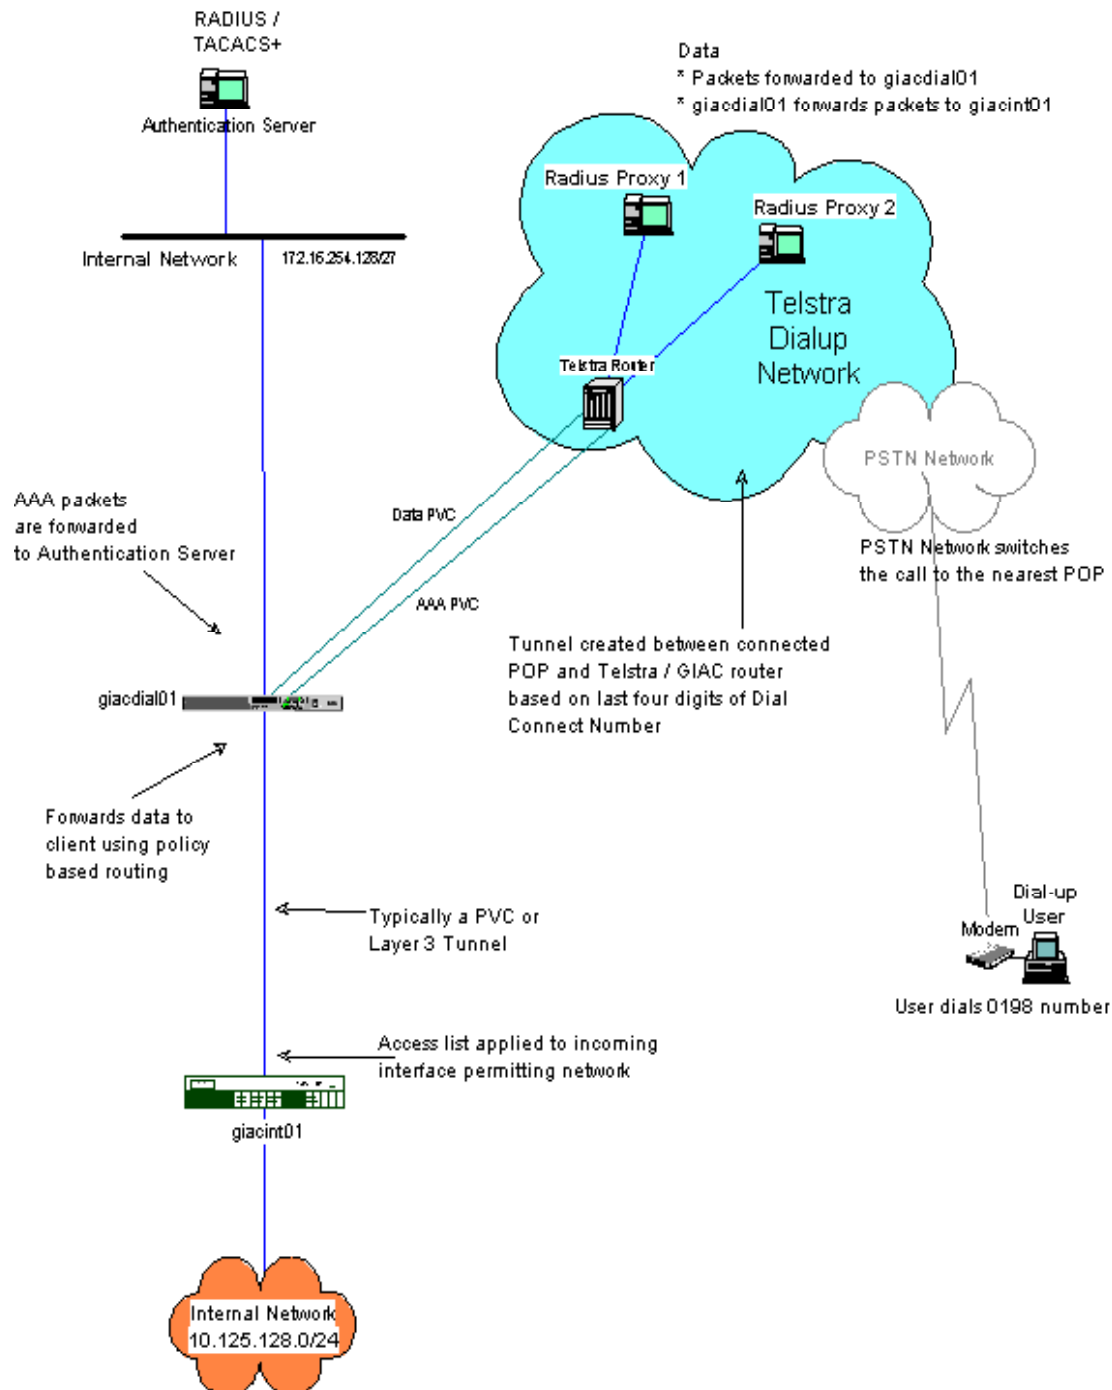 RADIUS /
TACACS+
Authentication Server
Internal Network
172.16.254.128/27
Data
* Packets forwarded to giacdial01
* giacdial01 forwards packets to giacint01
Radius Proxy 1
Radius Proxy 2
Telstra
Dialup
Network
Telstra Router
PSTN Network
PSTN Network switches
the call to the nearest POP
AAA packets
are forwarded
to Authentication Server
Data PVC
AAA PVC
Tunnel created between connected
POP and Telstra / GIAC router
based on last four digits of Dial
Connect Number
giacdial01
Forwards data to
client using policy
based routing
Typically a PVC or
Layer 3 Tunnel
Dial-up
User
Modem
User dials 0198 number
Access list applied to incoming
interface permitting network
giacint01
Internal Network
10.125.128.0/24